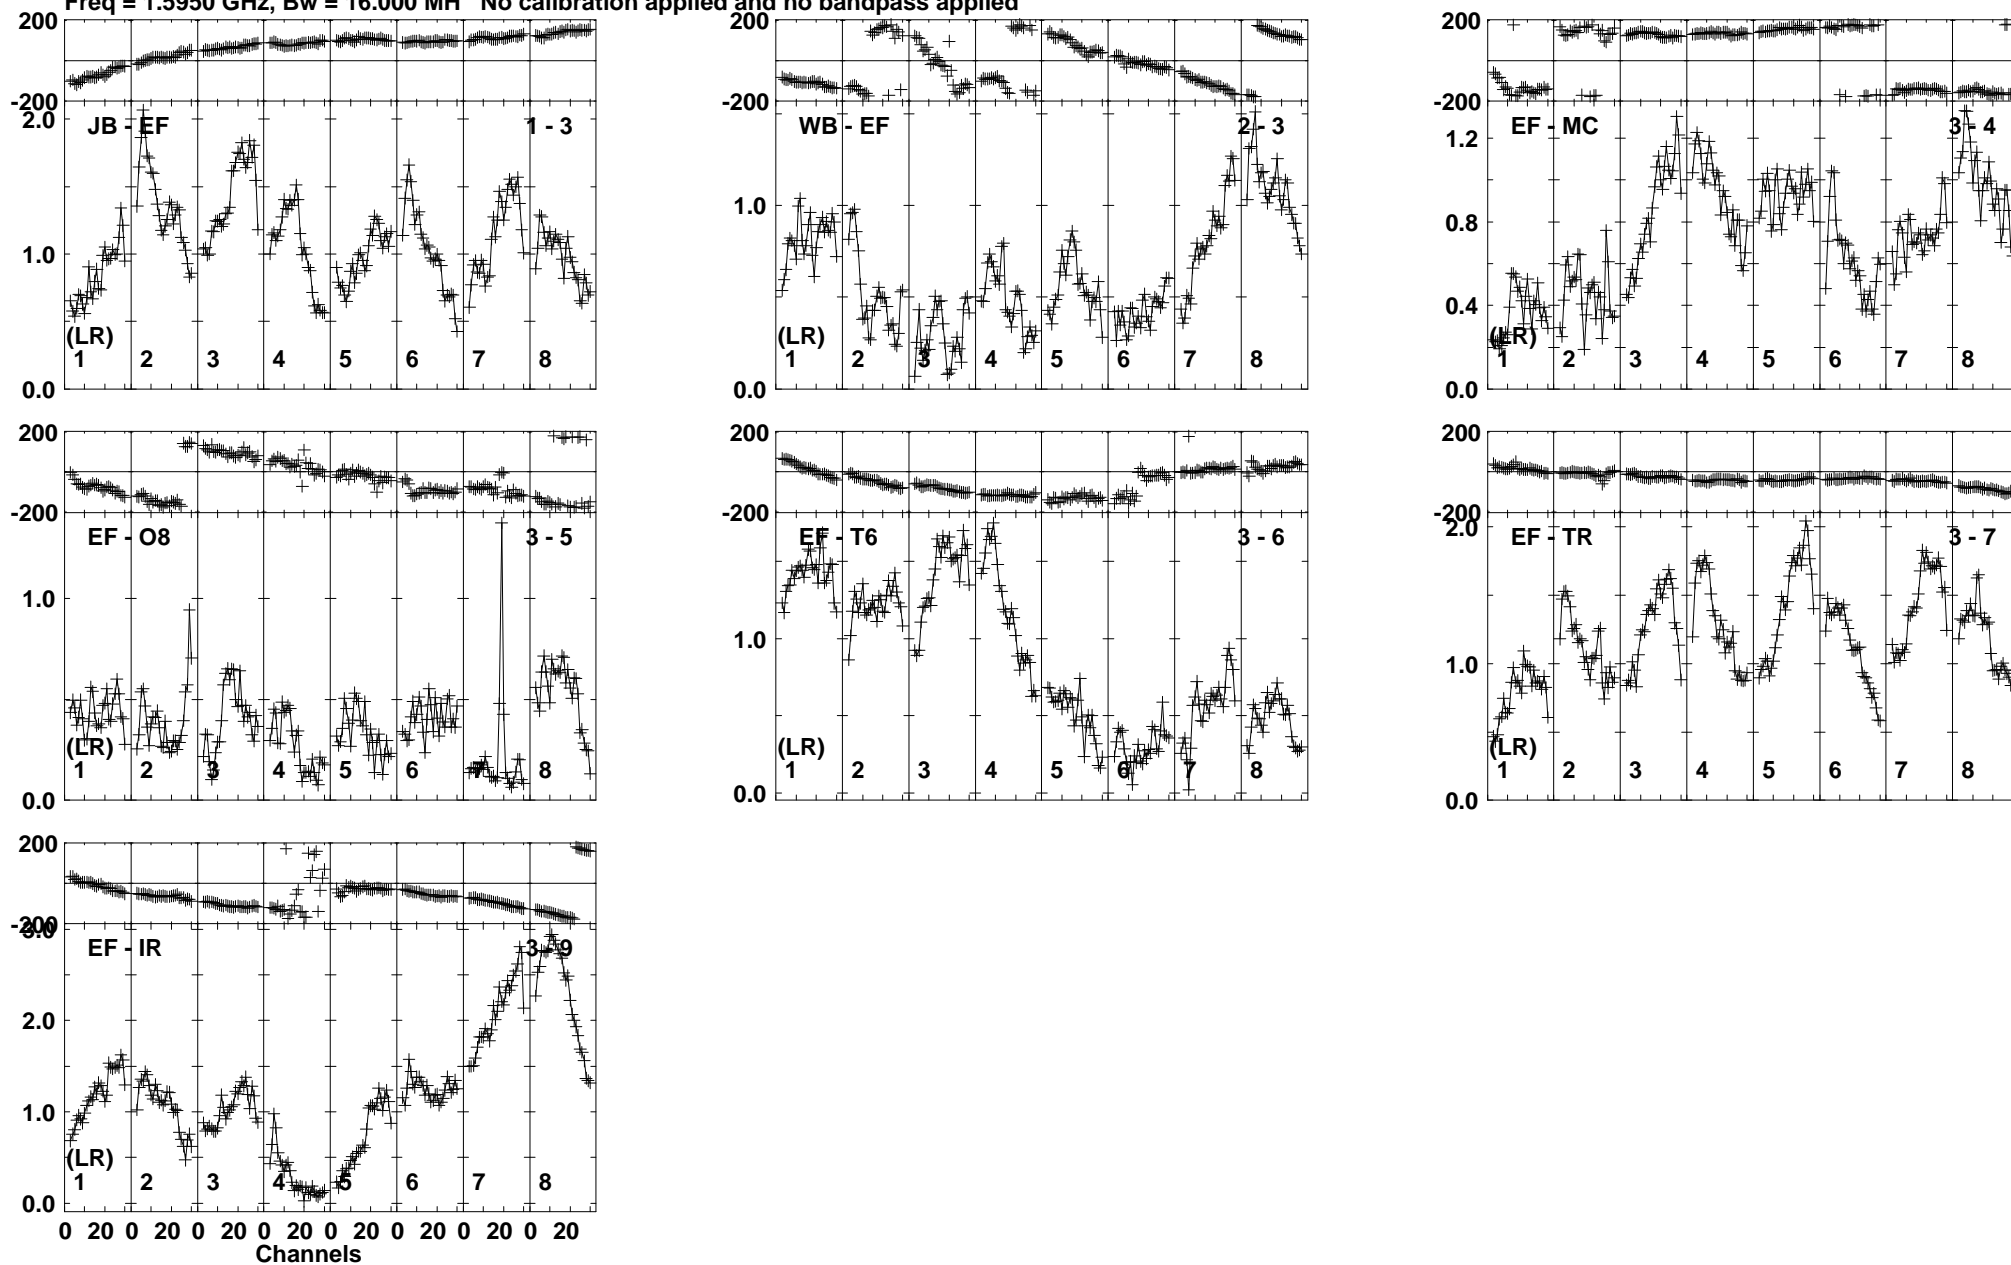 Freq = 1.5950 GHz, Bw = 16.000 MH No calibration applied and no bandpass applied
200 200 200
-200 -200 -200
JB - EF 1 - 3 WB - EF 2 - 3 EF - MC 3 - 4
2.0 1.2
1.0 1.0 0.8
0.4
(LR) (LR) (LR)
1 2 3 4 5 6 7 8 1 2 3 4 5 6 7 8 1 2 3 4 5 6 7 8
0.0 0.0 0.0
200 200 200
-200 -200 -200
EF - O8 3 - 5 EF - T6 3 - 6 EF - TR 3 - 7
2.0
1.0 1.0 1.0
(LR) (LR) (LR)
1 2 3 4 5 6 7 8 1 2 3 4 5 6 7 8 1 2 3 4 5 6 7 8
0.0 0.0 0.0
200
-200
3.0
EF - IR 3 - 9
2.0
1.0
(LR)
1 2 3 4 5 6 7 8
0.0
0 20 0 20 0 20 0 20 0 20 0 20 0 20 0 20
Channels